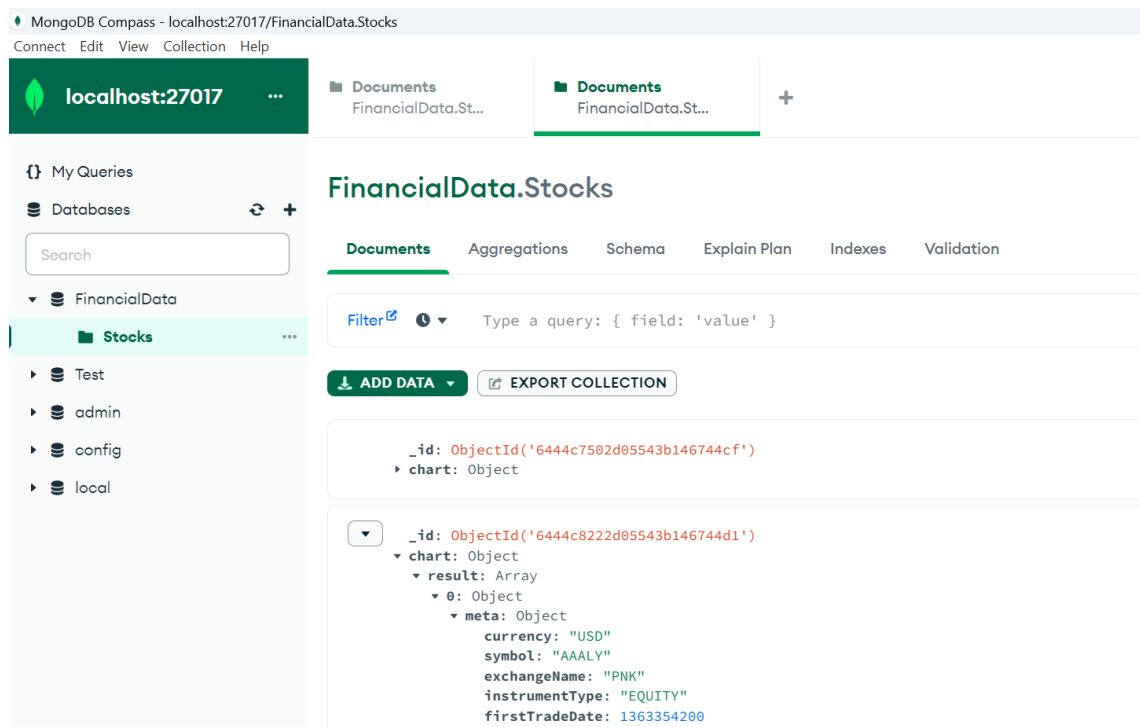 MongoDB Compass - localhost:27017/FinancialData.Stocks
Connect Edit View Collection Help
localhost:27017 ...
{} My Queries
Databases
Search
FinancialData
Stocks ...
Test
admin
config
local
Documents
FinancialData.St...
Documents
FinancialData.St...
+
FinancialData.Stocks
Documents Aggregations Schema Explain Plan Indexes Validation
Filter Type a query: { field: 'value' }
ADD DATA EXPORT COLLECTION
_id: ObjectId('6444c7502d05543b146744cf')
chart: Object
_id: ObjectId('6444c8222d05543b146744d1')
chart: Object
result: Array
0: Object
meta: Object
currency: "USD"
symbol: "AAALY"
exchangeName: "PNK"
instrumentType: "EQUITY"
firstTradeDate: 1363354200